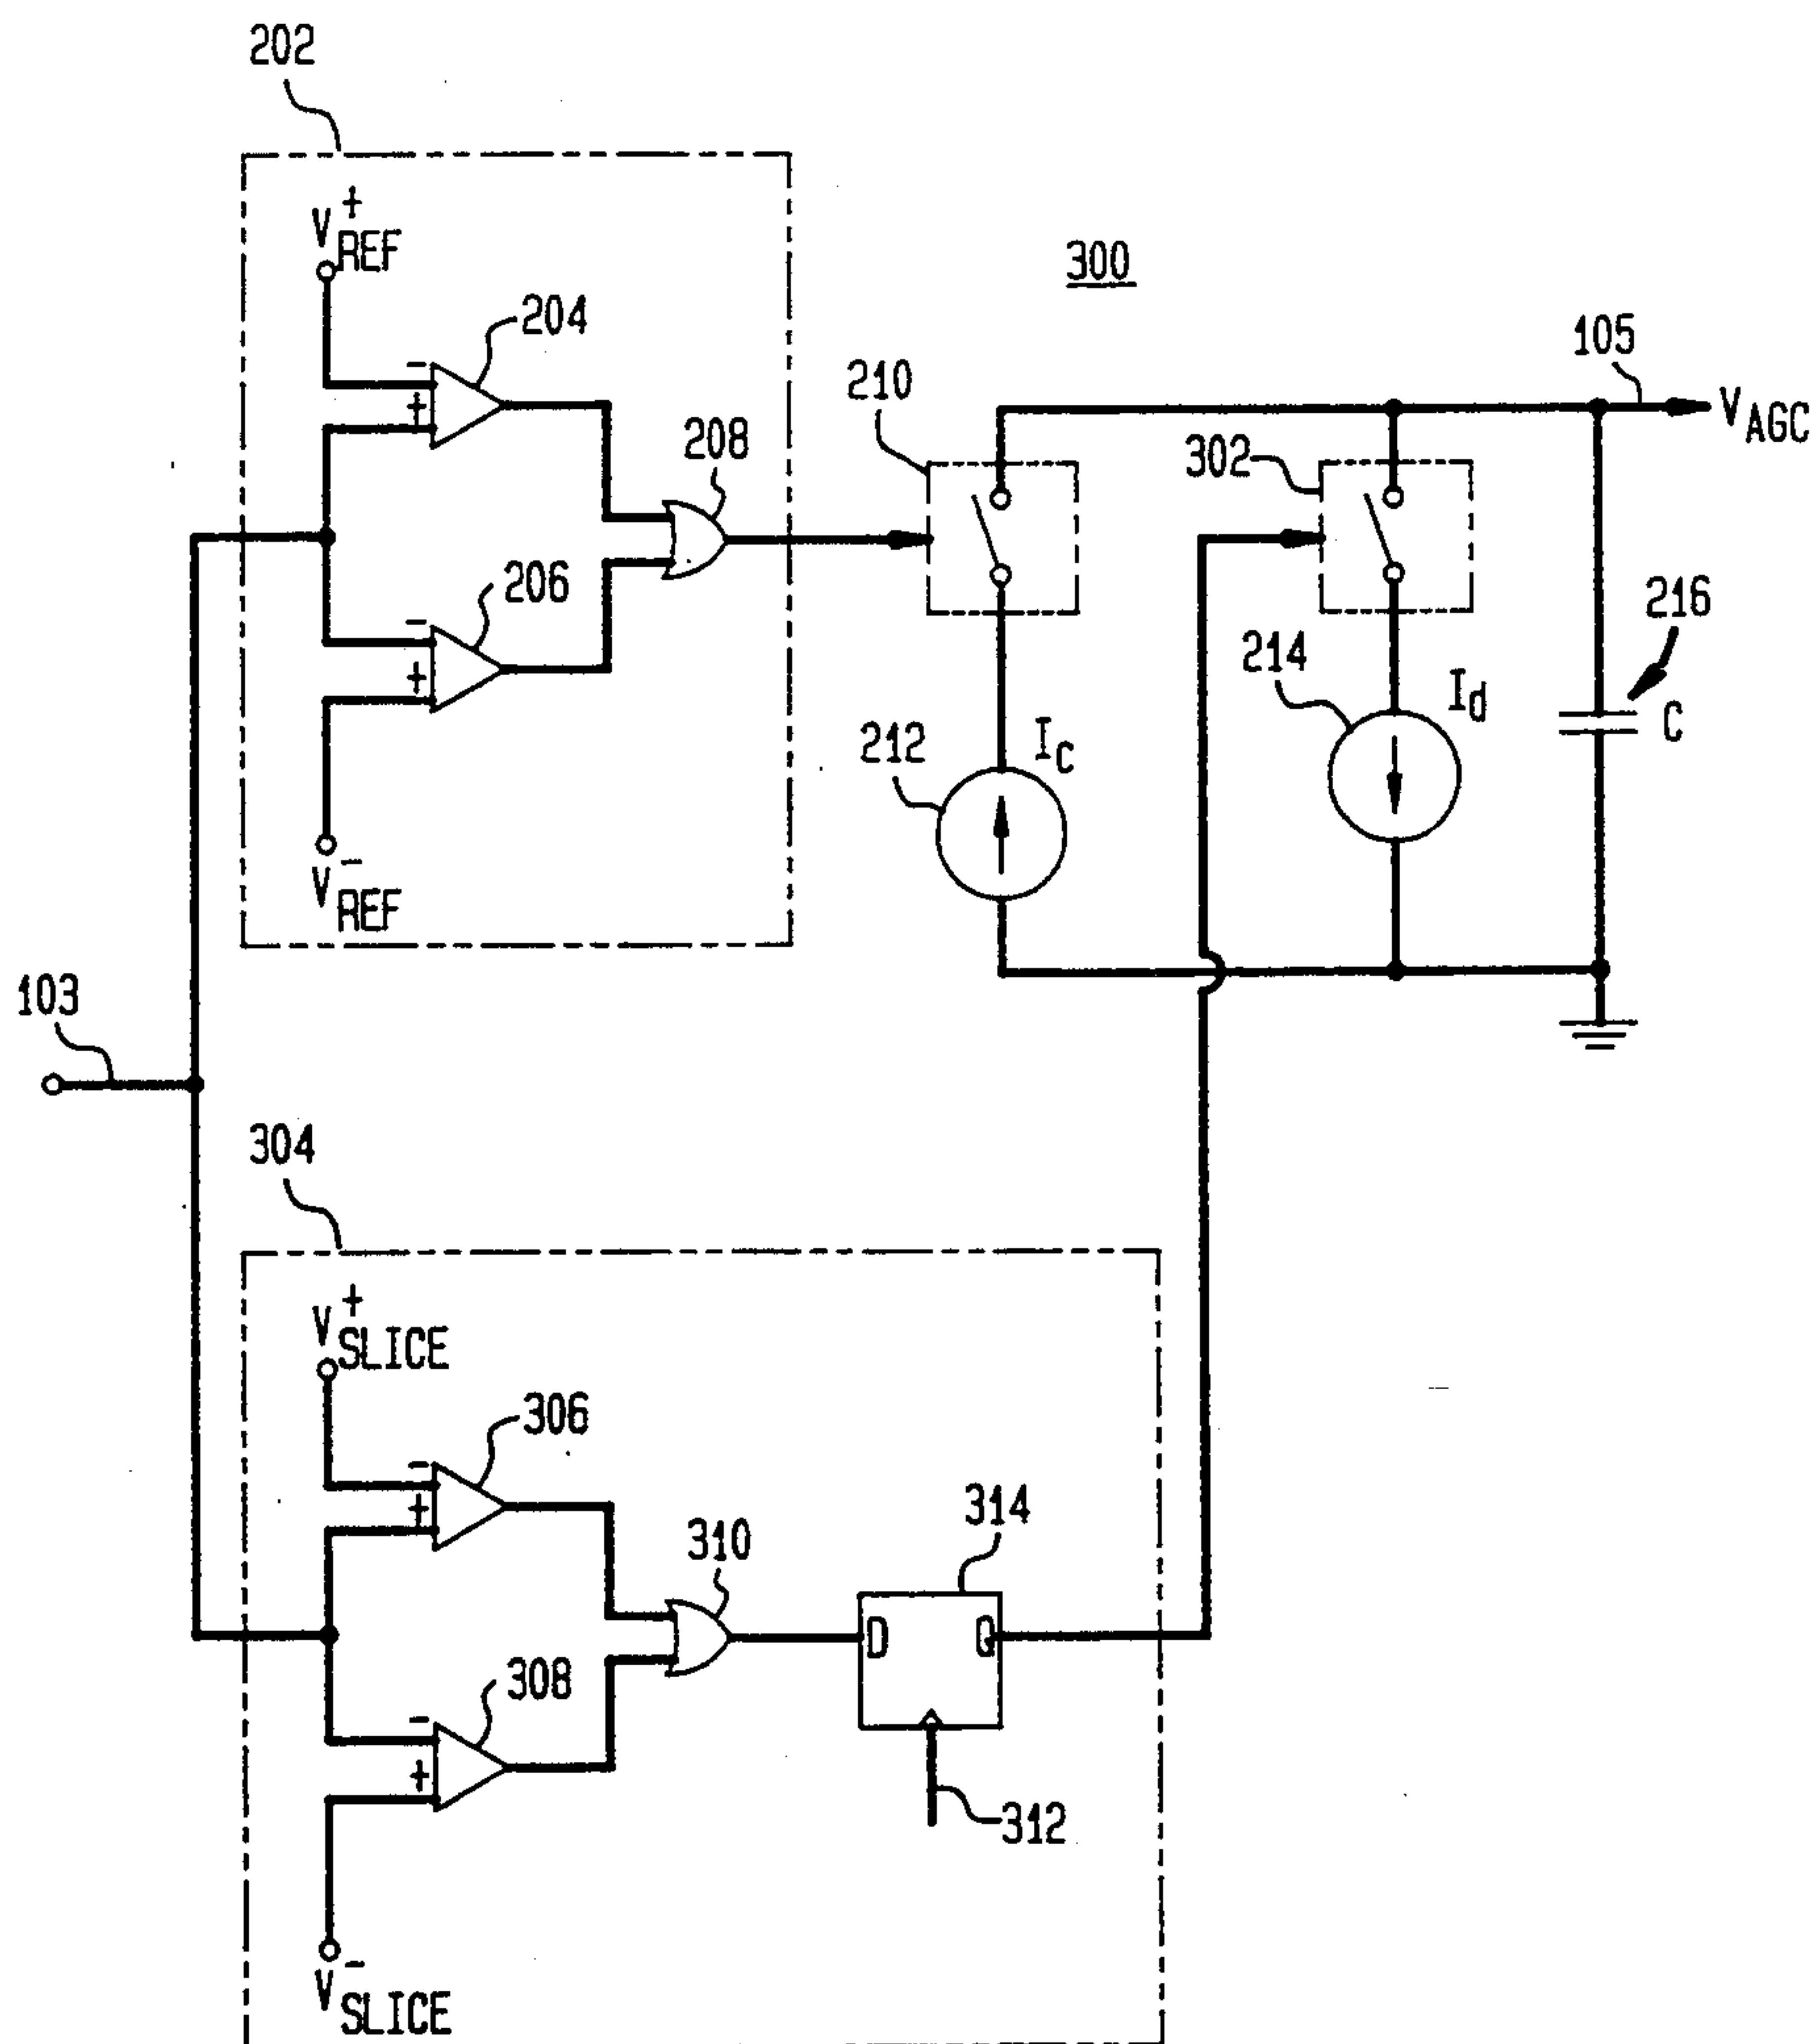 202
V+REF
300
204
105
210
VAGC
208
302
206
216
214
Id
C
212
IC
V-REF
103
304
V+SLICE
306
314
310
D Q
308
312
V-SLICE
- +
- +
- +
- +